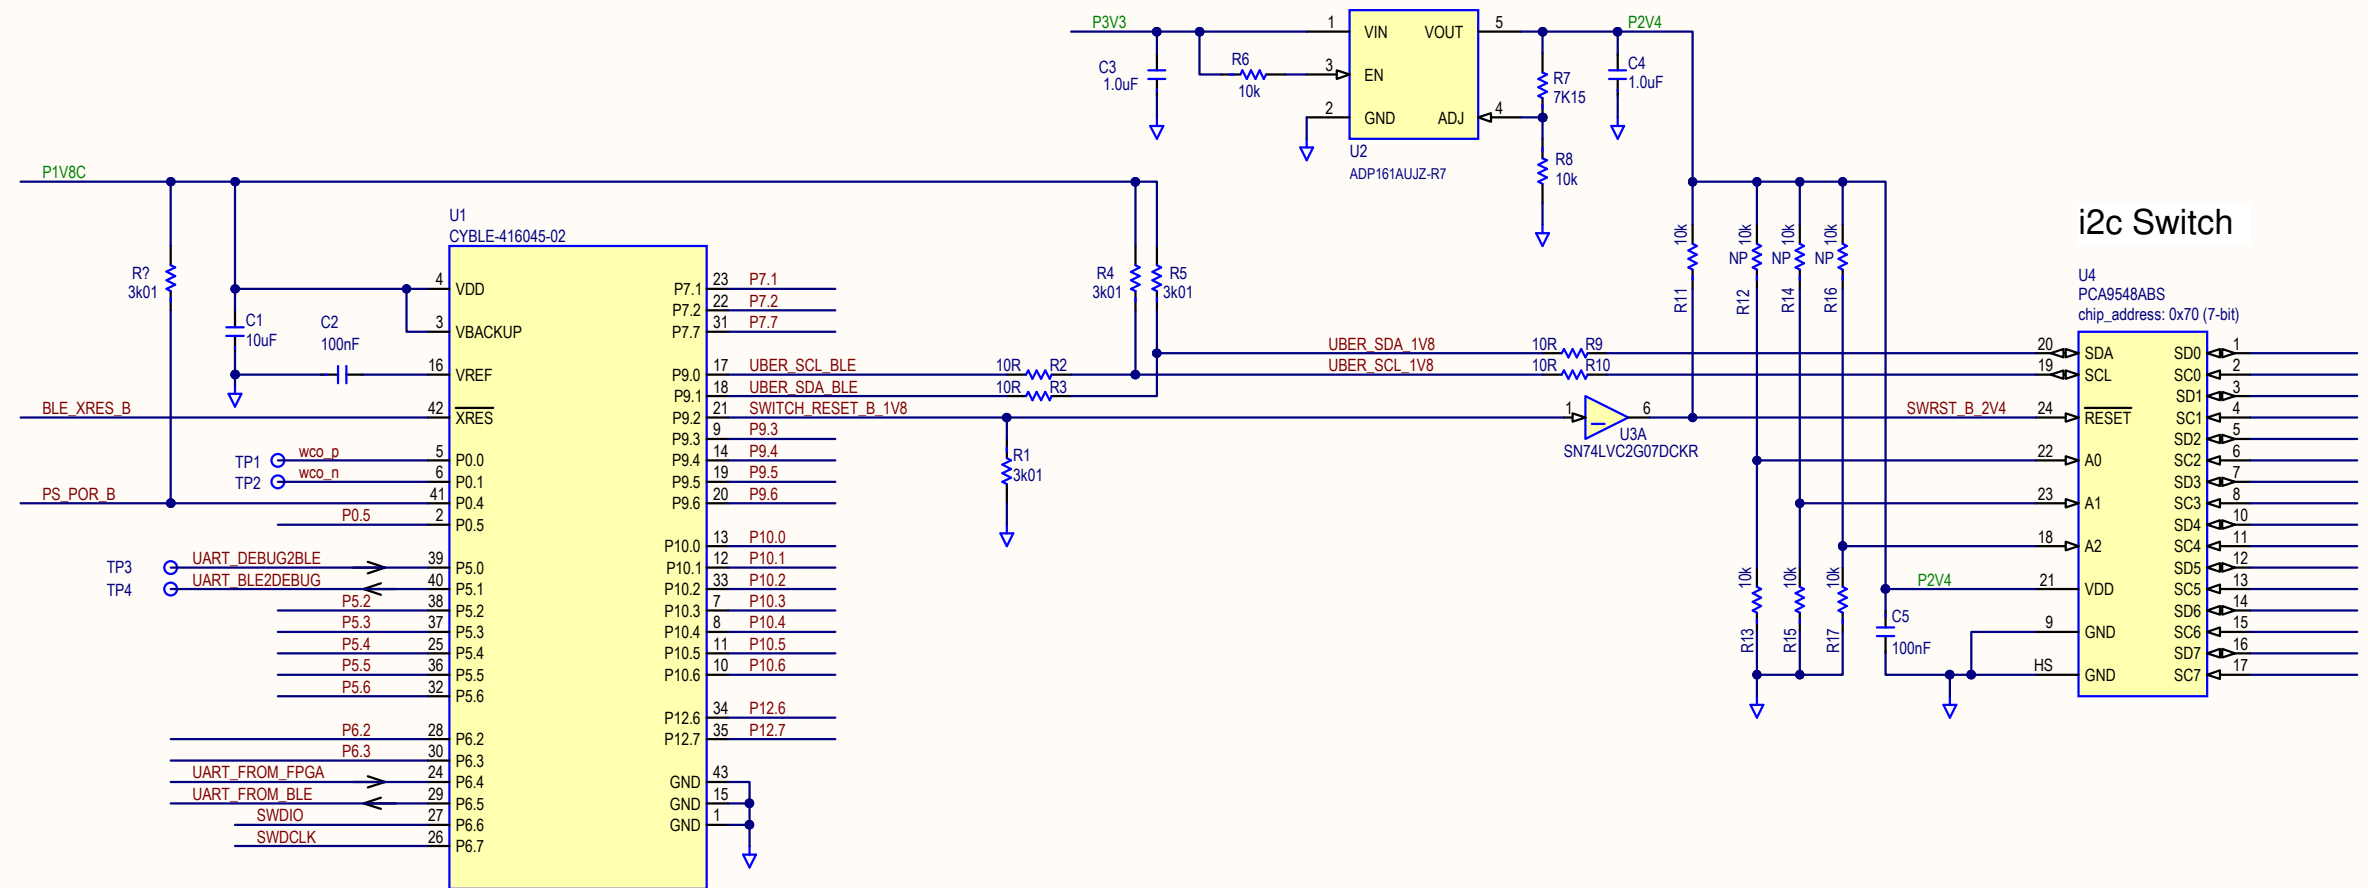 P3V3
1
VIN
VOUT
5
P2V4
C3
1.0uF
R6
10k
3
EN
R7
7K15
C4
1.0uF
2
GND
ADJ
4
U2
ADP161AUJZ-R7
R8
10k
P1V8C
i2c Switch
U1
CYBLE-416045-02
R?
3k01
C1
10uF
C2
100nF
R4
3k01
R5
3k01
10k
R11
NP 10k
R12
NP 10k
R14
NP 10k
R16
U4
PCA9548ABS
chip_address: 0x70 (7-bit)
4 VDD
3 VBACKUP
16 VREF
BLE_XRES_B 42 XRES
TP1 wco_p 5 P0.0
TP2 wco_n 6 P0.1
PS_POR_B 41 P0.4
P0.5 2 P0.5
TP3 UART_DEBUG2BLE 39 P5.0
TP4 UART_BLE2DEBUG 40 P5.1
P5.2 38 P5.2
P5.3 37 P5.3
P5.4 25 P5.4
P5.5 36 P5.5
P5.6 32 P5.6
P6.2 28 P6.2
P6.3 30 P6.3
UART_FROM_FPGA 24 P6.4
UART_FROM_BLE 29 P6.5
SWDIO 27 P6.6
SWDCLK 26 P6.7
P7.1 23 P7.1
P7.2 22 P7.2
P7.7 31 P7.7
P9.0 17 UBER_SCL_BLE 10R R2
P9.1 18 UBER_SDA_BLE 10R R3
P9.2 21 SWITCH_RESET_B_1V8
P9.3 9 P9.3
P9.4 14 P9.4
P9.5 19 P9.5
P9.6 20 P9.6
P10.0 13 P10.0
P10.1 12 P10.1
P10.2 33 P10.2
P10.3 7 P10.3
P10.4 8 P10.4
P10.5 11 P10.5
P10.6 10 P10.6
P12.6 34 P12.6
P12.7 35 P12.7
GND 43
GND 15
GND 1
R1
3k01
UBER_SDA_1V8 10R R9
UBER_SCL_1V8 10R R10
1
6
U3A
SN74LVC2G07DCKR
SWRST_B_2V4
10k
R13
10k
R15
10k
R17
P2V4
C5
100nF
20 SDA
19 SCL
24 RESET
22 A0
23 A1
18 A2
21 VDD
9 GND
HS GND
SD0 1
SC0 2
SD1 3
SC1 4
SD2 5
SC2 6
SD3 7
SC3 8
SD4 10
SC4 11
SD5 12
SC5 13
SD6 14
SC6 15
SD7 16
SC7 17